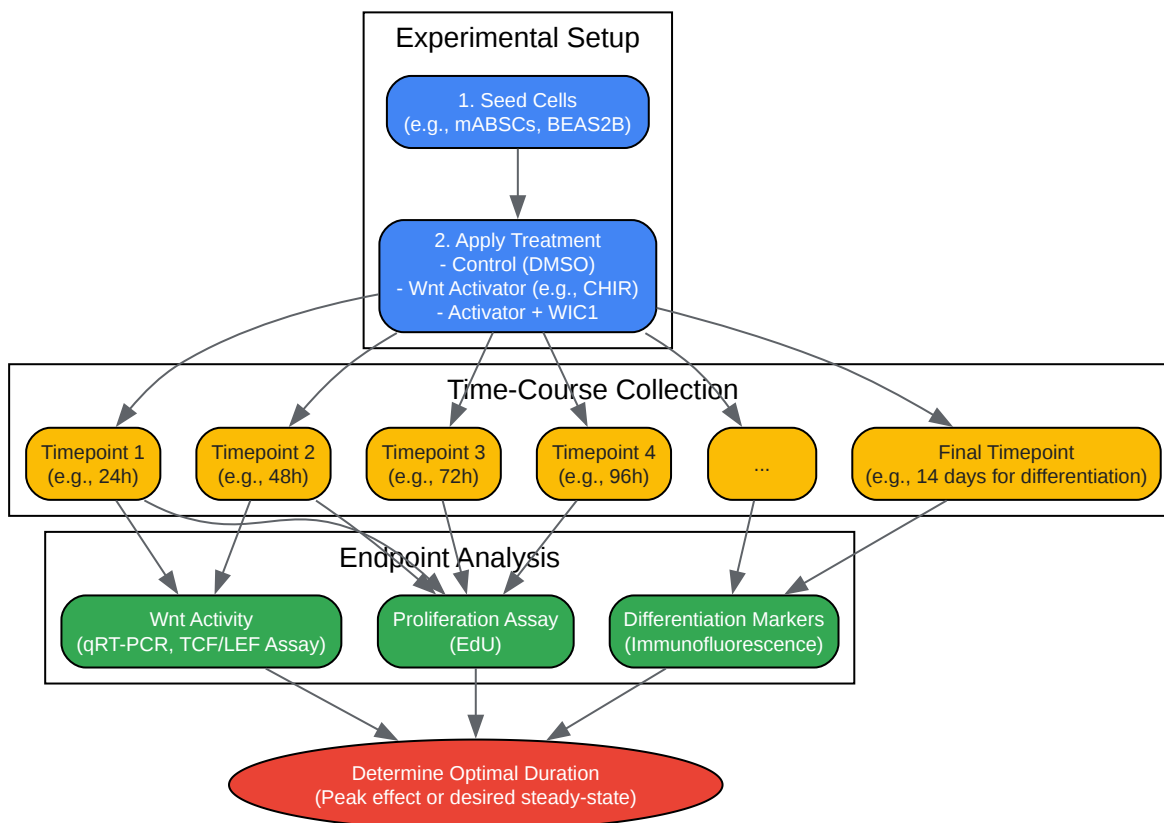 Experimental Setup
1. Seed Cells
(e.g., mABSCs, BEAS2B)
2. Apply Treatment
- Control (DMSO)
- Wnt Activator (e.g., CHIR)
- Activator + WIC1
Time-Course Collection
Timepoint 1
(e.g., 24h)
Timepoint 2
(e.g., 48h)
Timepoint 3
(e.g., 72h)
Timepoint 4
(e.g., 96h)
...
Final Timepoint
(e.g., 14 days for differentiation)
Endpoint Analysis
Wnt Activity
(qRT-PCR, TCF/LEF Assay)
Proliferation Assay
(EdU)
Differentiation Markers
(Immunofluorescence)
Determine Optimal Duration
(Peak effect or desired steady-state)